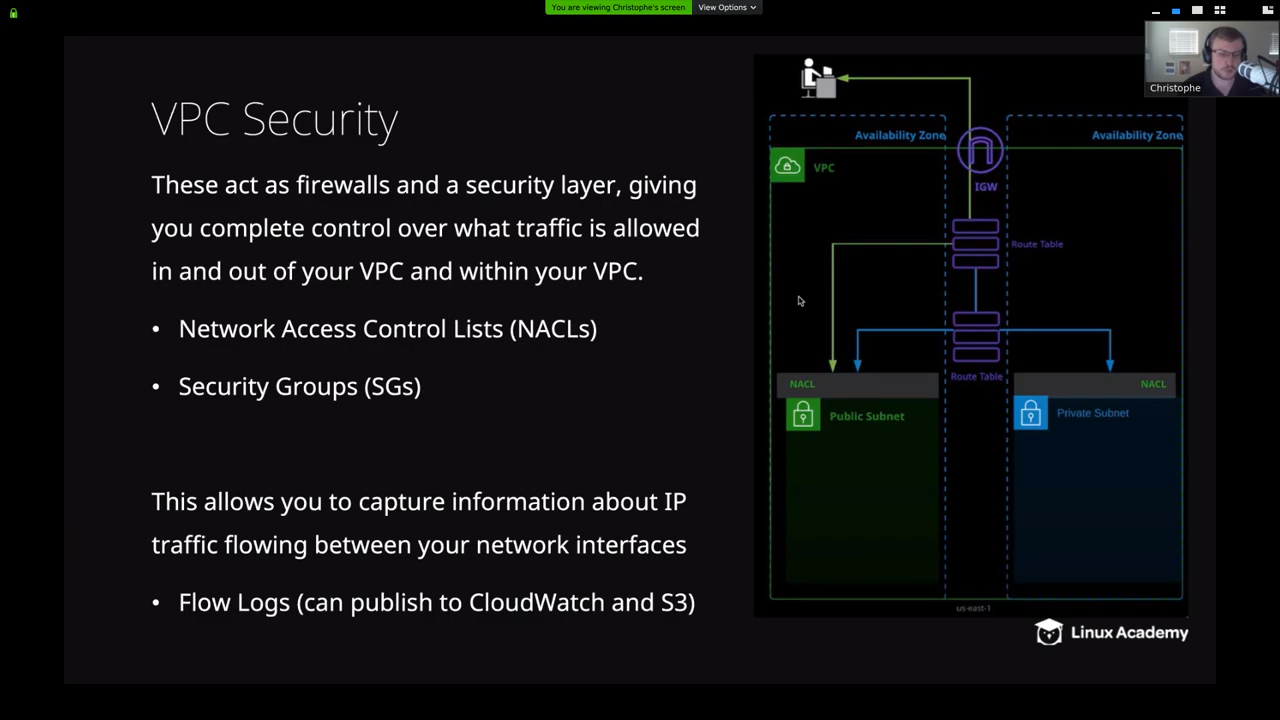 You are viewing Christophe's screen
View Options
Christophe
VPC Security
These act as firewalls and a security layer, giving
you complete control over what traffic is allowed
in and out of your VPC and within your VPC.
• Network Access Control Lists (NACLs)
• Security Groups (SGs)
This allows you to capture information about IP
traffic flowing between your network interfaces
• Flow Logs (can publish to CloudWatch and S3)
Availability Zone
Availability Zone
VPC
IGW
Route Table
Route Table
NACL
NACL
Public Subnet
Private Subnet
us-east-1
Linux Academy